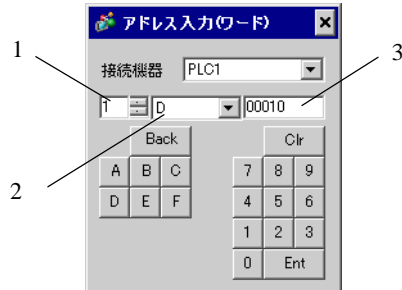 アドレス入力(ワード)
1
接続機器 PLC1
3
1 D 00010
Back Clr
A B C 7 8 9
2
D E F 4 5 6
1 2 3
0 Ent